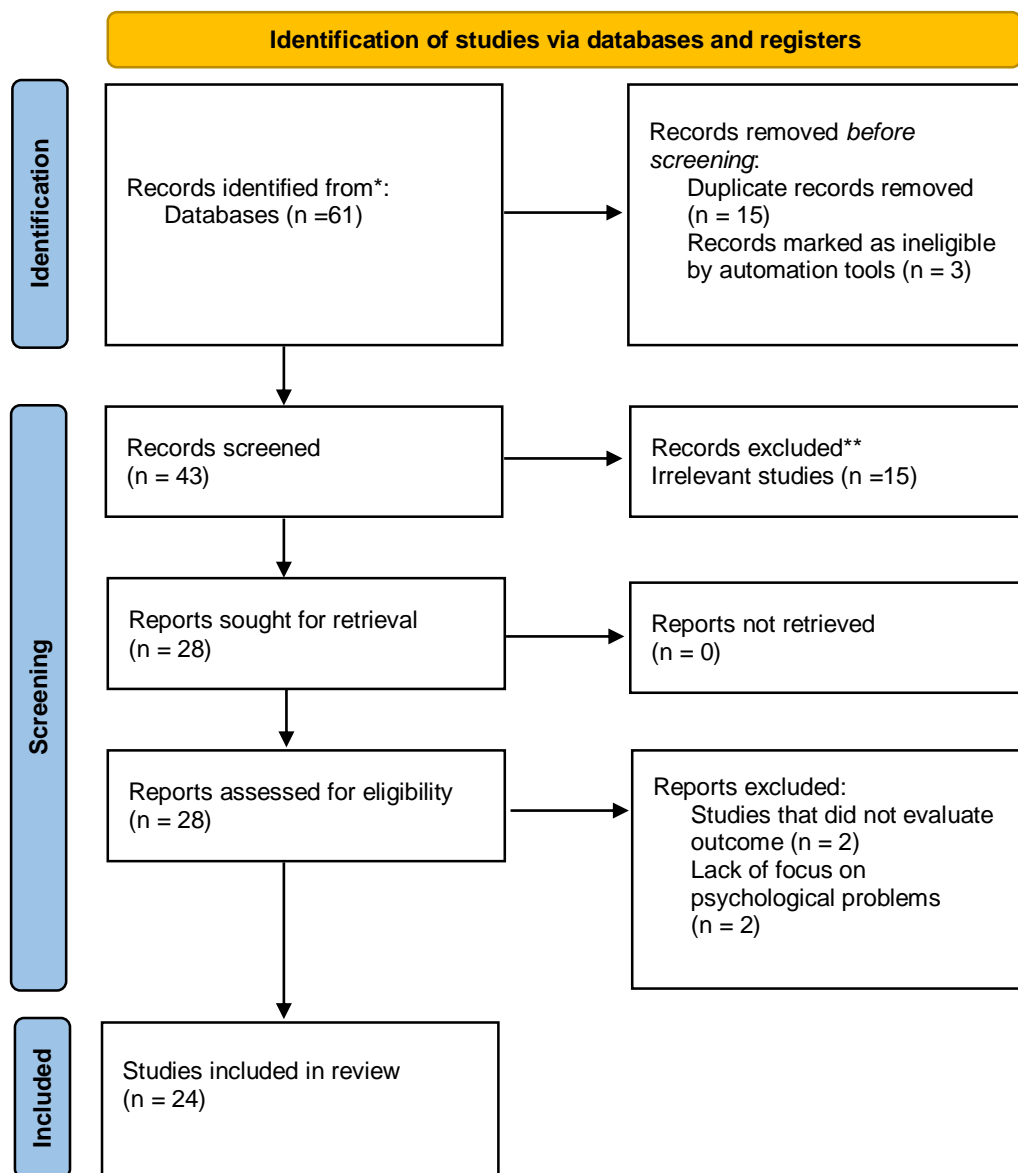 Identification of studies via databases and registers
Identification
Records identified from*:
Databases (n =61)
Records removed before
screening:
Duplicate records removed
(n = 15)
Records marked as ineligible
by automation tools (n = 3)
Screening
Records screened
(n = 43)
Records excluded**
Irrelevant studies (n =15)
Reports sought for retrieval
(n = 28)
Reports not retrieved
(n = 0)
Reports assessed for eligibility
(n = 28)
Reports excluded:
Studies that did not evaluate
outcome (n = 2)
Lack of focus on
psychological problems
(n = 2)
Included
Studies included in review
(n = 24)